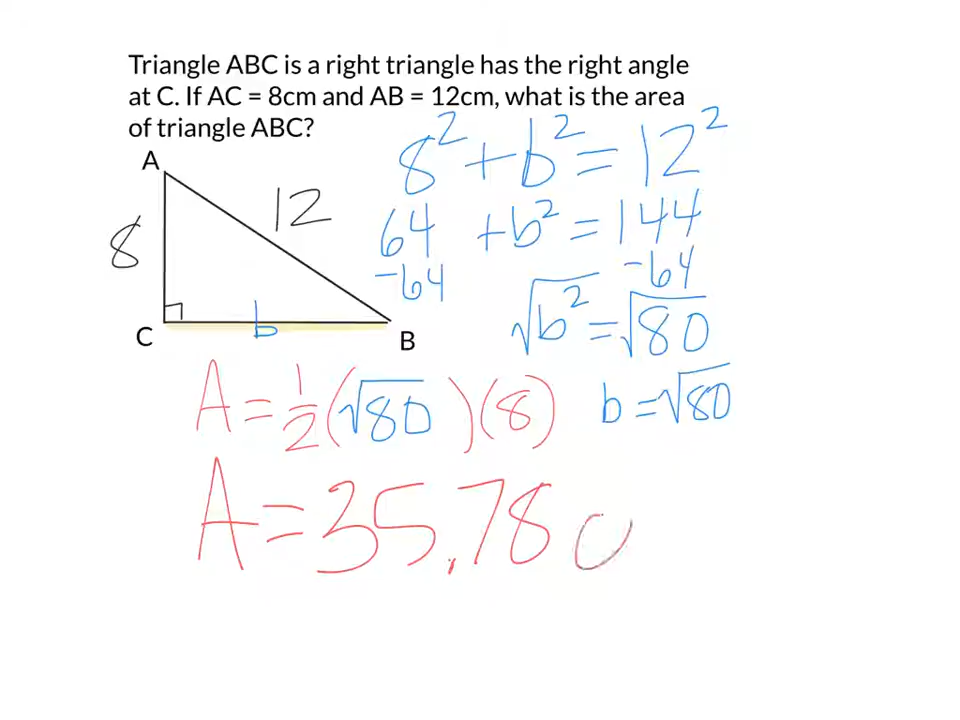 Triangle ABC is a right triangle has the right angle
at C. If AC = 8cm and AB = 12cm, what is the area
of triangle ABC?
A
8² + b² = 12²
12
64 + b² = 144
8
-64 -64
√b² = √80
C
b
B
b = √80
A = 1/2 (√80)(8)
A = 35.78